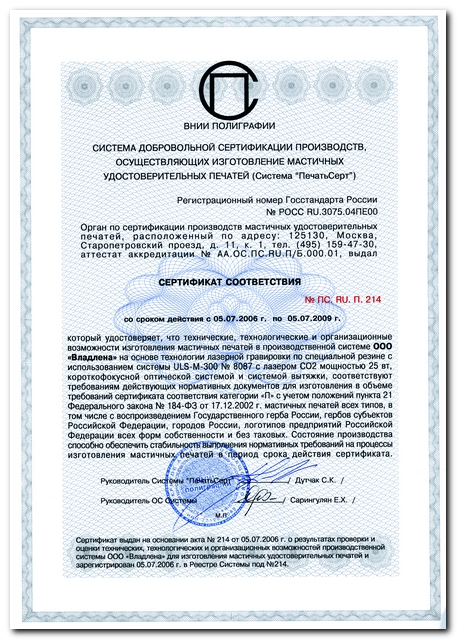 ВНИИ ПОЛИГРАФИИ
СИСТЕМА ДОБРОВОЛЬНОЙ СЕРТИФИКАЦИИ ПРОИЗВОДСТВ,
ОСУЩЕСТВЛЯЮЩИХ ИЗГОТОВЛЕНИЕ МАСТИЧНЫХ
УДОСТОВЕРИТЕЛЬНЫХ ПЕЧАТЕЙ (Система "ПечатьСерт")
Регистрационный номер Госстандарта России
№ РОСС RU.3075.04ПЕ00
Орган по сертификации производств мастичных удостоверительных
печатей, расположенный по адресу: 125130, Москва,
Старопетровский проезд, д. 11, к. 1, тел. (495) 159-47-30,
аттестат аккредитации № АА.ОС.ПС.RU.П/Б.000.01, выдал
СЕРТИФИКАТ СООТВЕТСТВИЯ
№ ПС. RU. П. 214
со сроком действия с 05.07.2006 г. по 05.07.2009 г.
который удостоверяет, что технические, технологические и организационные
возможности изготовления мастичных печатей в производственной системе ООО
«Владлена» на основе технологии лазерной гравировки по специальной резине с
использованием системы ULS-M-300 № 8087 с лазером СО2 мощностью 25 вт,
короткофокусной оптической системой и системой вытяжки, соответствуют
требованиям действующих нормативных документов для изготовления в объеме
требований сертификата соответствия категории «П» с учетом положений пункта 21
Федерального закона № 184-ФЗ от 17.12.2002 г. мастичных печатей всех типов, в
том числе с воспроизведением Государственного герба России, гербов субъектов
Российской Федерации, городов России, логотипов предприятий Российской
Федерации всех форм собственности и без таковых. Состояние производства
способно обеспечить стабильность выполнения нормативных требований на процессы
изготовления мастичных печатей в период срока действия сертификата.
Руководитель Системы "ПечатьСерт" / Дутчак С.К. /
Руководитель ОС Системы / Сарингулян Е.Х. /
М.П.
Сертификат выдан на основании акта № 214 от 05.07.2006 г. о результатах проверки и
оценки технических, технологических и организационных возможностей производственной
системы ООО «Владлена» для изготовления мастичных печатей и
зарегистрирован 05.07.2006 г. в Реестре Системы под №214.